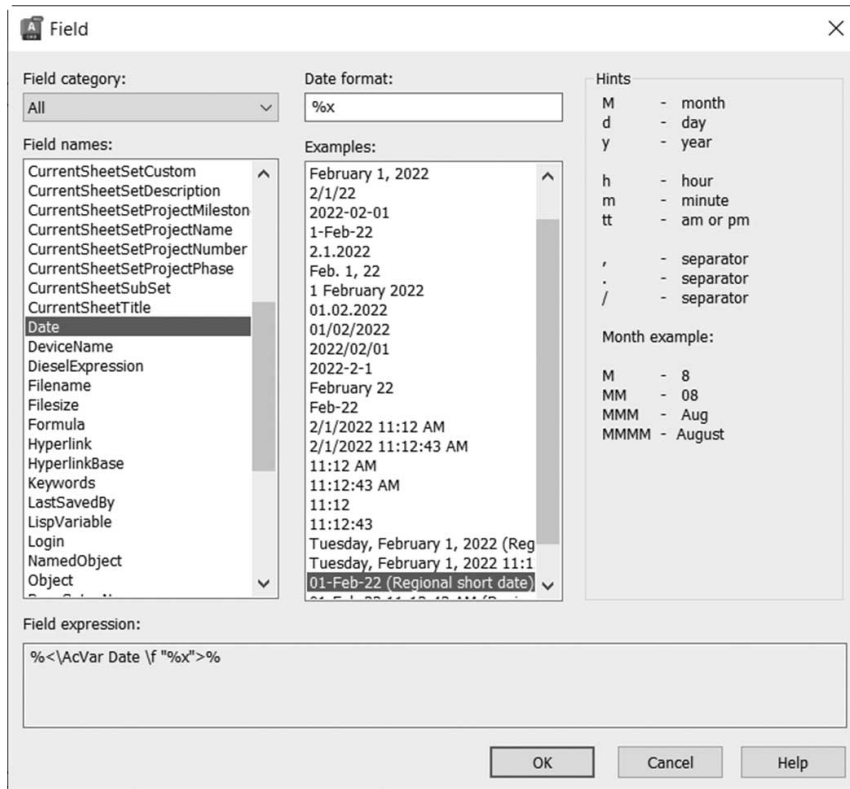 Field
Field category:
All
Field names:
CurrentSheetSetCustom
CurrentSheetSetDescription
CurrentSheetSetProjectMileston
CurrentSheetSetProjectName
CurrentSheetSetProjectNumber
CurrentSheetSetProjectPhase
CurrentSheetSubSet
CurrentSheetTitle
Date
DeviceName
DieselExpression
Filename
Filesize
Formula
Hyperlink
HyperlinkBase
Keywords
LastSavedBy
LispVariable
Login
NamedObject
Object
Date format:
%x
Examples:
February 1, 2022
2/1/22
2022-02-01
1-Feb-22
2.1.2022
Feb. 1, 22
1 February 2022
01.02.2022
01/02/2022
2022/02/01
2022-2-1
February 22
Feb-22
2/1/2022 11:12 AM
2/1/2022 11:12:43 AM
11:12 AM
11:12:43 AM
11:12
11:12:43
Tuesday, February 1, 2022 (Reg
Tuesday, February 1, 2022 11:1
01-Feb-22 (Regional short date)
Hints
M - month
d - day
y - year
h - hour
m - minute
tt - am or pm
, - separator
. - separator
/ - separator
Month example:
M - 8
MM - 08
MMM - Aug
MMMM - August
Field expression:
%<\AcVar Date \f "%x">%
OK
Cancel
Help